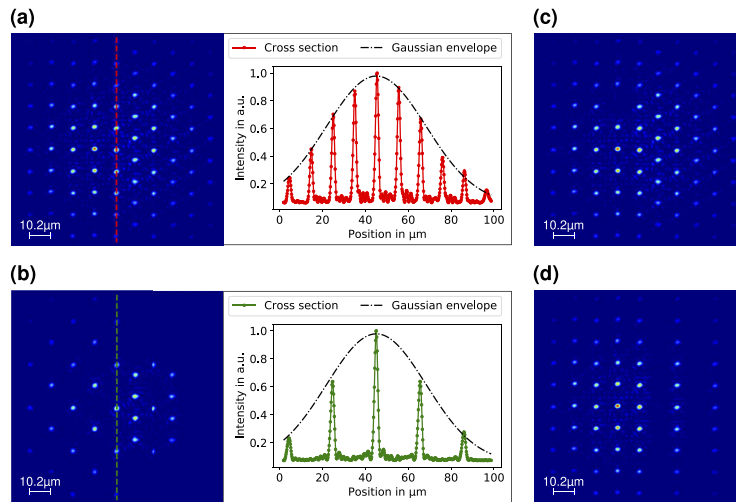 (a)
Cross section
Gaussian envelope
1.0
0.8
0.6
0.4
0.2
Intensity in a.u.
0
20
40
60
80
100
Position in µm
10.2µm
(c)
10.2µm
(b)
Cross section
Gaussian envelope
1.0
0.8
0.6
0.4
0.2
Intensity in a.u.
0
20
40
60
80
100
Position in µm
10.2µm
(d)
10.2µm